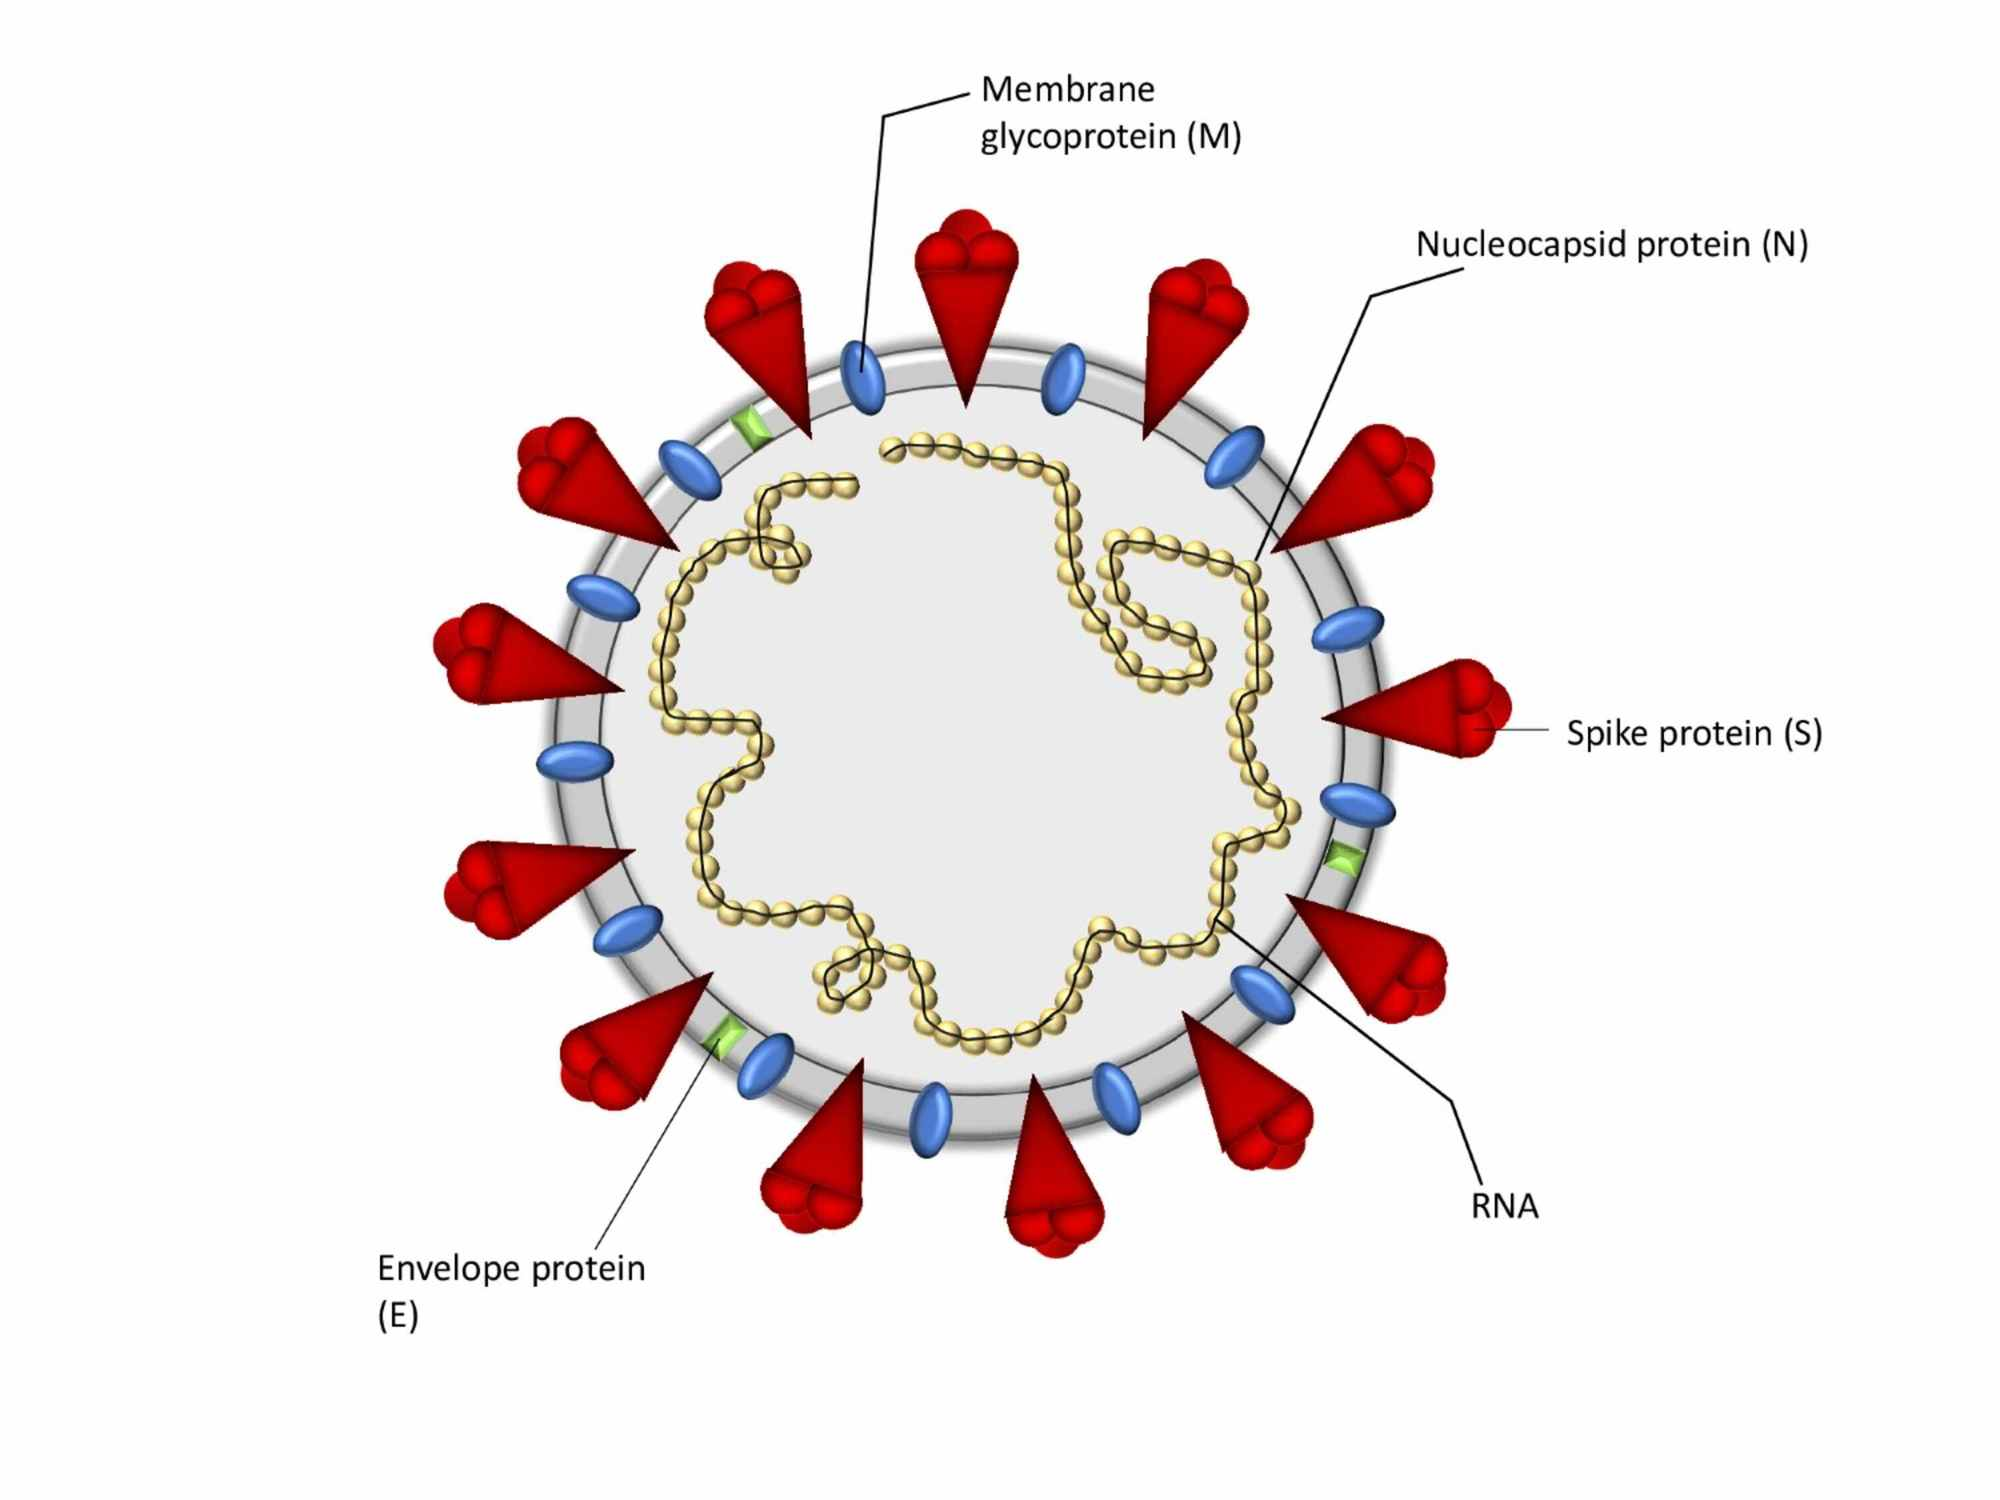 Membrane
glycoprotein (M)
Nucleocapsid protein (N)
Spike protein (S)
RNA
Envelope protein
(E)